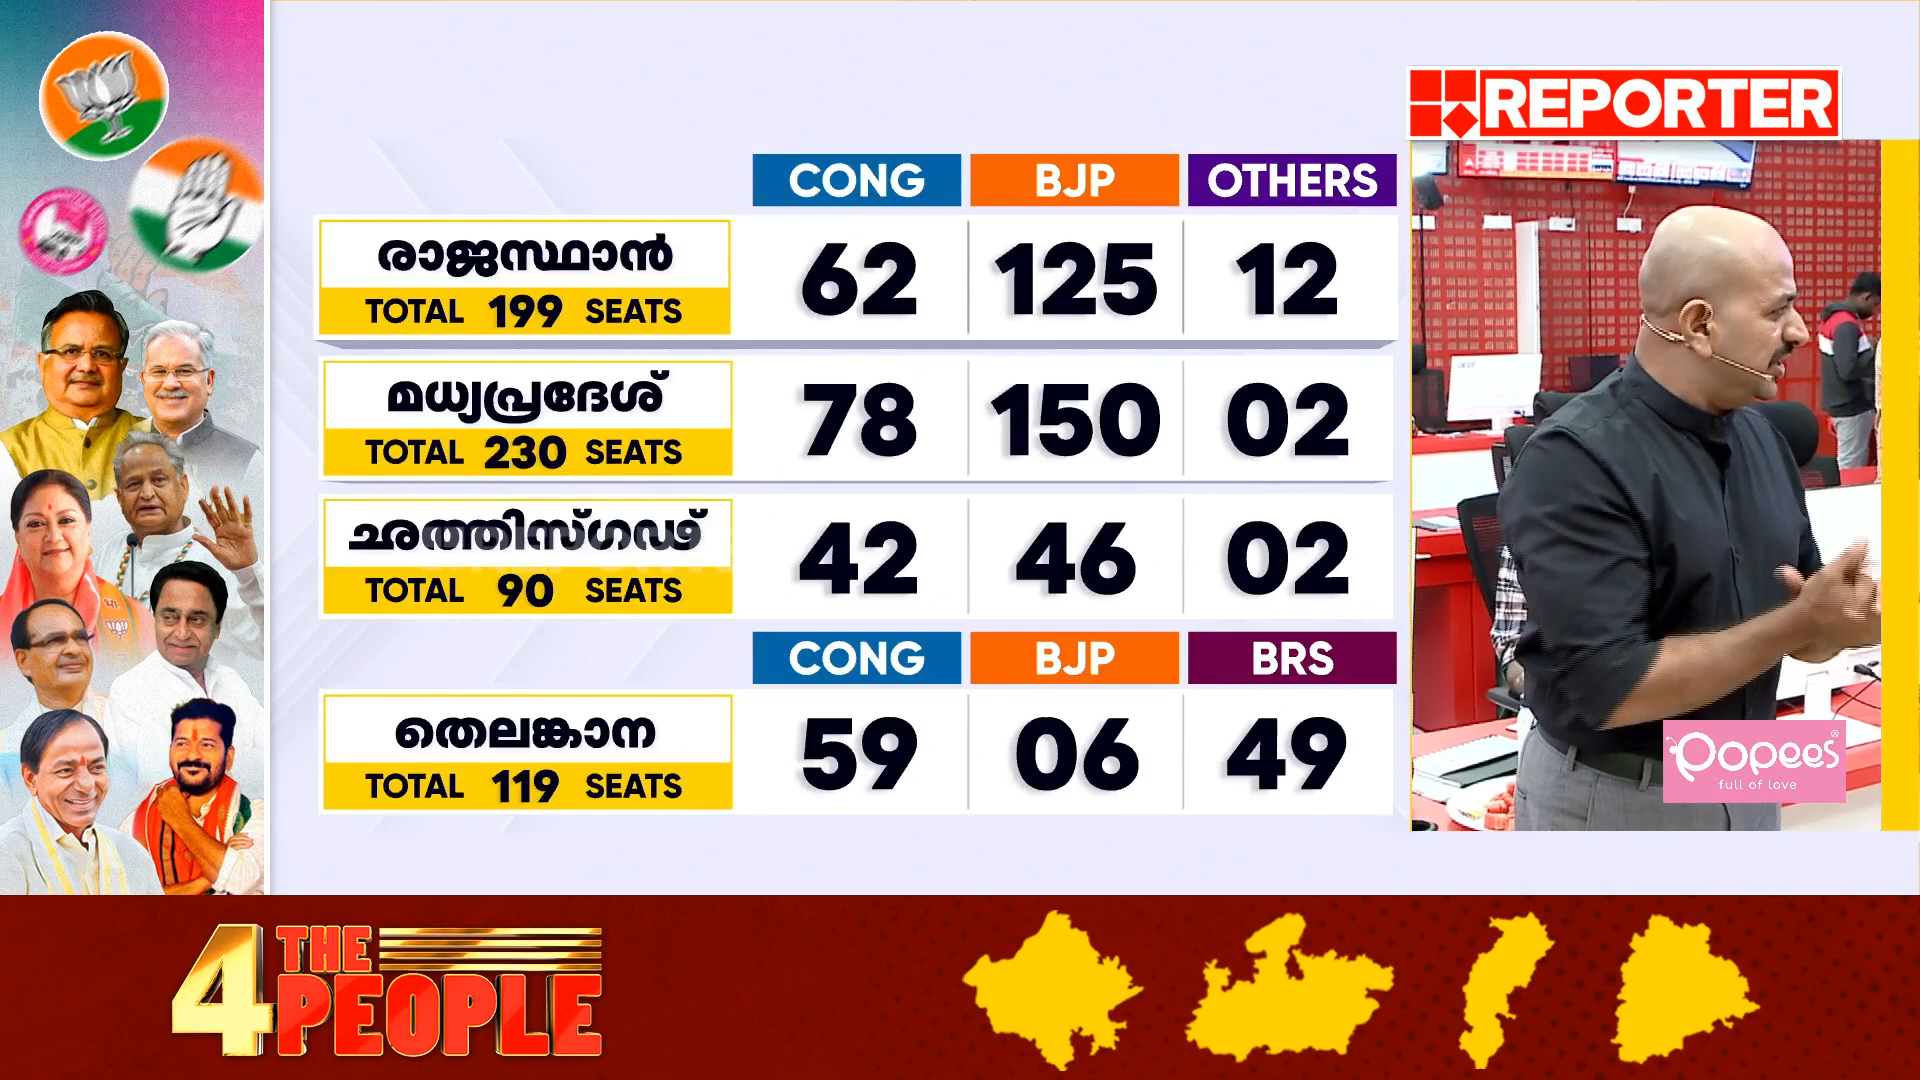 REPORTER
CONG BJP OTHERS
രാജസ്ഥാൻ
TOTAL 199 SEATS
62 125 12
മധ്യപ്രദേശ്
TOTAL 230 SEATS
78 150 02
ഛത്തിസ്ഗഢ്
TOTAL 90 SEATS
42 46 02
CONG BJP BRS
തെലങ്കാന
TOTAL 119 SEATS
59 06 49
Popees®
full of love
4 THE
PEOPLE